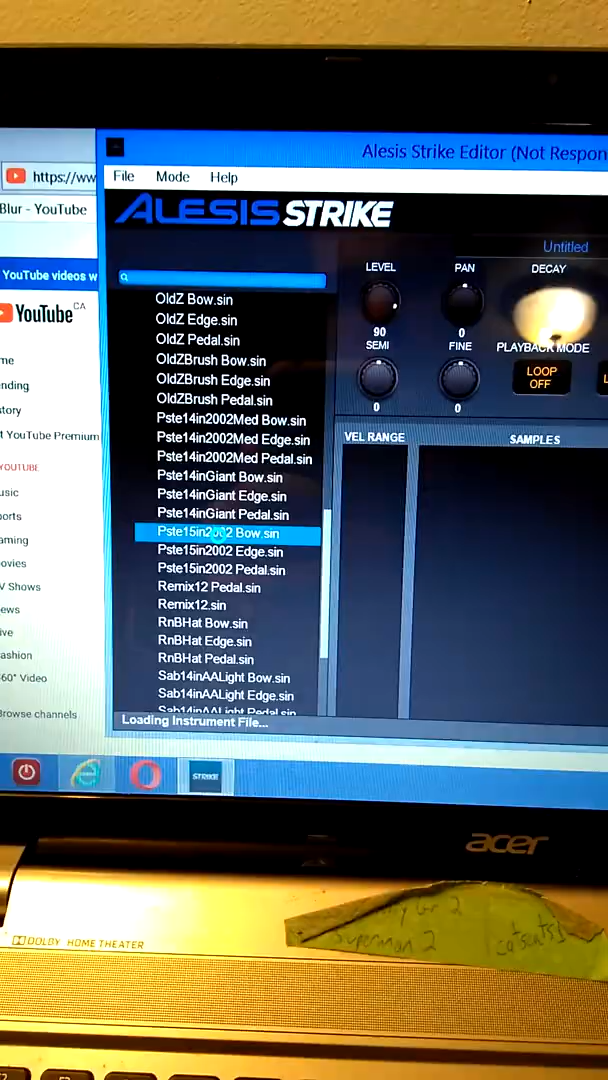 Alesis Strike Editor (Not Respon
https://ww
File Mode Help
Blur - YouTube
ALESIS STRIKE
Untitled
YouTube videos w
LEVEL PAN DECAY
YouTube CA
90 0
SEMI FINE PLAYBACK MODE
LOOP
OFF
0 0
VEL RANGE SAMPLES
OldZ Bow.sin
OldZ Edge.sin
OldZ Pedal.sin
OldZBrush Bow.sin
OldZBrush Edge.sin
OldZBrush Pedal.sin
Pste14in2002Med Bow.sin
Pste14in2002Med Edge.sin
Pste14in2002Med Pedal.sin
Pste14inGiant Bow.sin
Pste14inGiant Edge.sin
Pste14inGiant Pedal.sin
Pste15in2002 Bow.sin
Pste15in2002 Edge.sin
Pste15in2002 Pedal.sin
Remix12 Pedal.sin
Remix12.sin
RnBHat Bow.sin
RnBHat Edge.sin
RnBHat Pedal.sin
Sab14inAALight Bow.sin
Sab14inAALight Edge.sin
Sab14inAALight Pedal.sin
Loading Instrument File...
me
ending
story
t YouTube Premium
YOUTUBE
usic
orts
aming
ovies
V Shows
ews
ive
ashion
60° Video
Browse channels
STRIKE
acer
DOLBY HOME THEATER
2
Superman 2